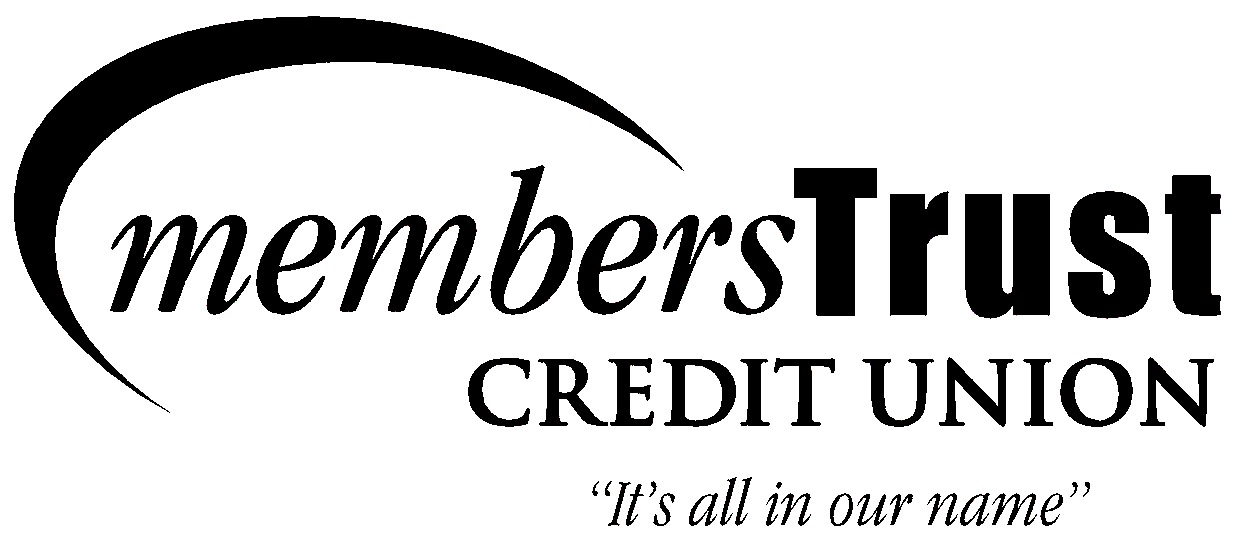 membersTrust
CREDIT UNION
“It’s all in our name”